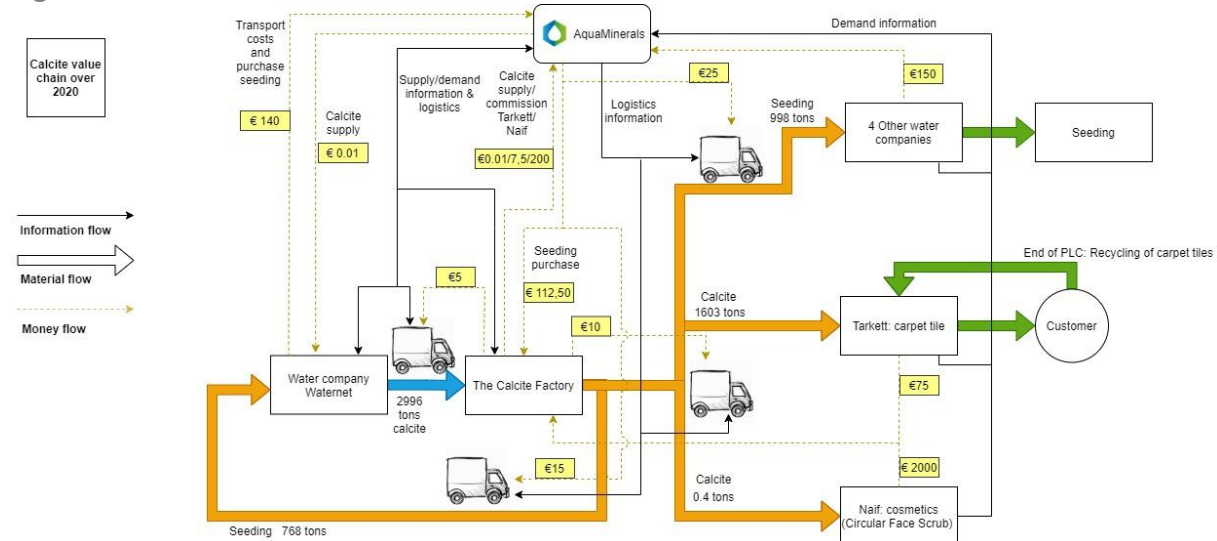 Calcite value
chain over
2020
Information flow
Material flow
Money flow
Transport
costs
and
purchase
seeding
€ 140
Calcite
supply
€ 0.01
Supply/demand
information &
logistics
AquaMinerals
Calcite
supply/
commission
Tarkett/
Naif
€0.01/7,5/200
Logistics
information
€25
Demand information
€150
Seeding
998 tons
4 Other water
companies
Seeding
Seeding
purchase
€ 112,50
€5
€10
Water company
Waternet
2996
tons
calcite
The Calcite Factory
€15
Seeding 768 tons
Calcite
1603 tons
Tarkett: carpet tile
End of PLC: Recycling of carpet tiles
Customer
€75
€ 2000
Calcite
0.4 tons
Naif: cosmetics
(Circular Face Scrub)